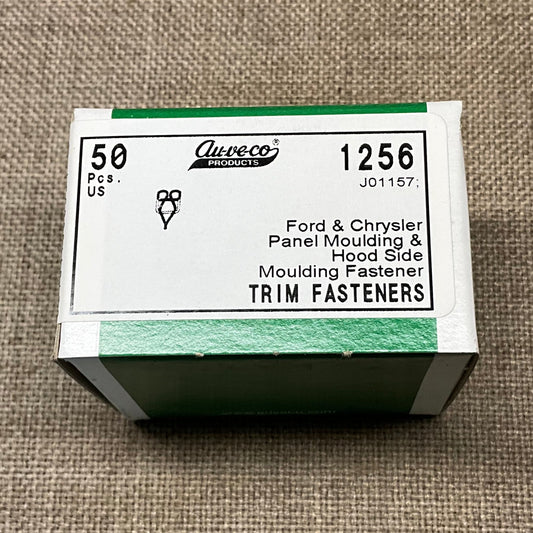 50
Pcs.
US
Au-ve-co®
PRODUCTS
1256
J01157;
Ford & Chrysler
Panel Moulding &
Hood Side
Moulding Fastener
TRIM FASTENERS